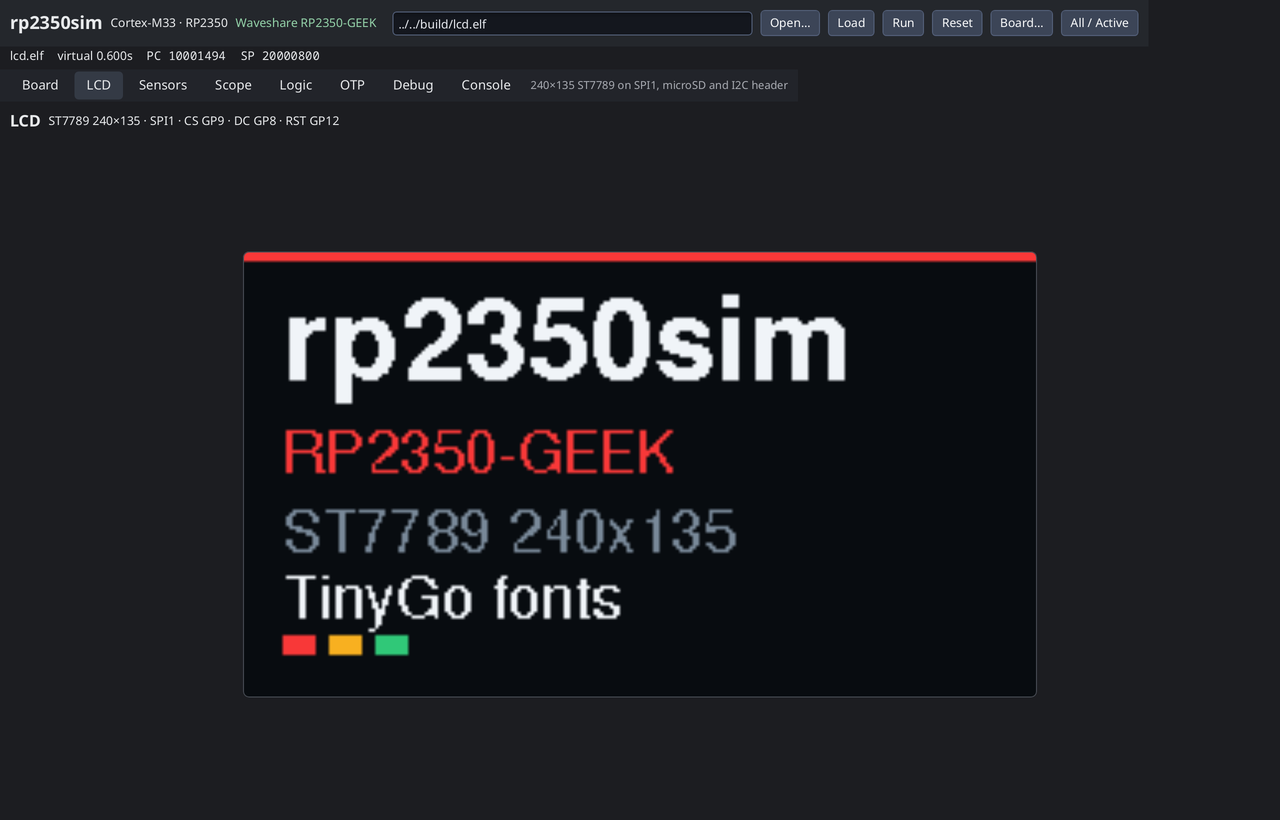 rp2350sim Cortex-M33 · RP2350 Waveshare RP2350-GEEK ../../build/lcd.elf Open... Load Run Reset Board... All / Active
lcd.elf virtual 0.600s PC 10001494 SP 20000800
Board LCD Sensors Scope Logic OTP Debug Console 240×135 ST7789 on SPI1, microSD and I2C header
LCD ST7789 240×135 · SPI1 · CS GP9 · DC GP8 · RST GP12
rp2350sim
RP2350-GEEK
ST7789 240x135
TinyGo fonts